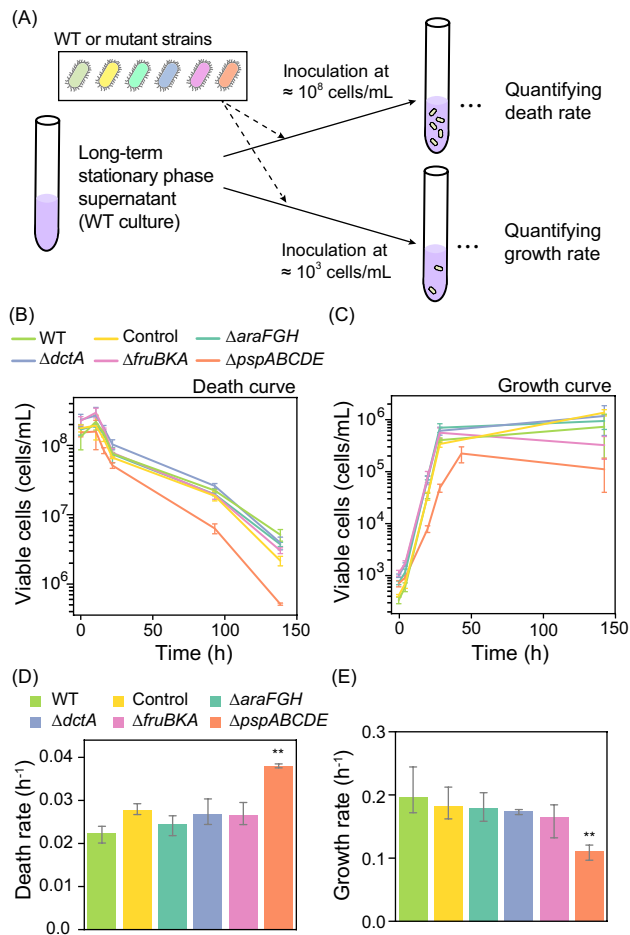 (A)
WT or mutant strains
Inoculation at
≈ 10⁸ cells/mL
Quantifying
death rate
Long-term
stationary phase
supernatant
(WT culture)
Inoculation at
≈ 10³ cells/mL
Quantifying
growth rate
(B)
WT Control ΔaraFGH
ΔdctA ΔfruBKA ΔpspABCDE
Death curve
Viable cells (cells/mL)
10⁸
10⁷
10⁶
0 50 100 150
Time (h)
(C)
Growth curve
Viable cells (cells/mL)
10⁶
10⁵
10⁴
10³
0 50 100 150
Time (h)
(D)
WT Control ΔaraFGH
ΔdctA ΔfruBKA ΔpspABCDE
Death rate (h⁻¹)
0.04
0.03
0.02
0.01
0.0
**
(E)
Growth rate (h⁻¹)
0.3
0.2
0.1
0.0
**